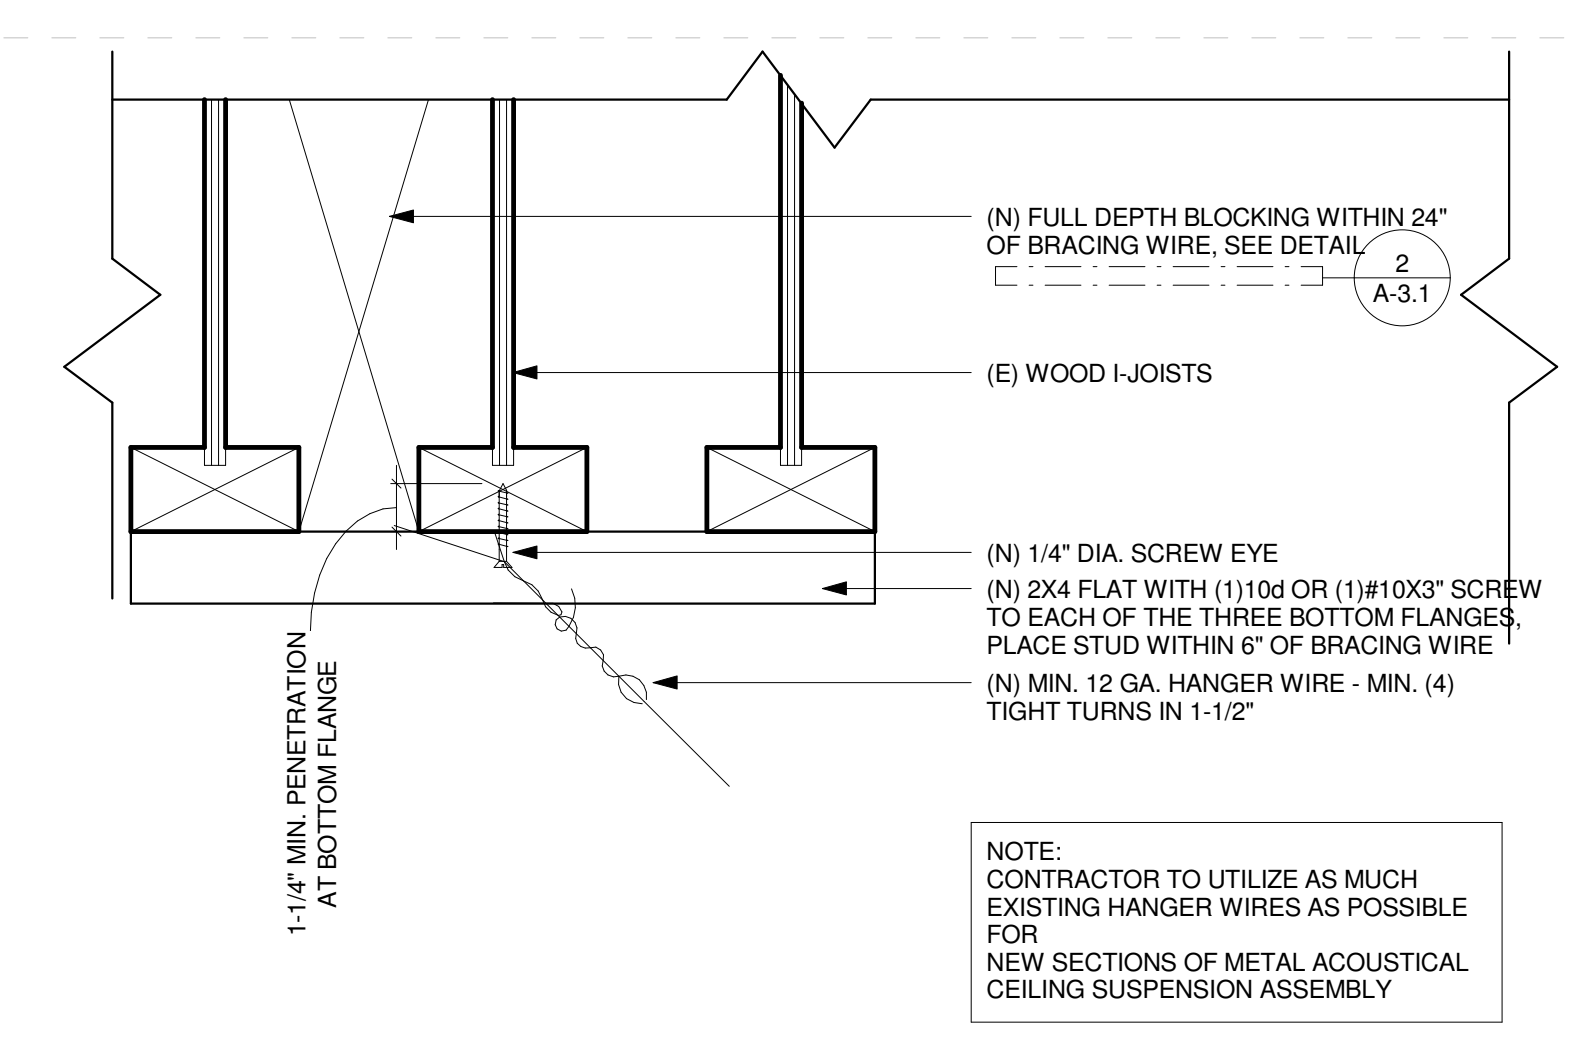 (N) FULL DEPTH BLOCKING WITHIN 24"
OF BRACING WIRE, SEE DETAIL
2
A-3.1
(E) WOOD I-JOISTS
(N) 1/4" DIA. SCREW EYE
(N) 2X4 FLAT WITH (1)10d OR (1)#10X3" SCREW
TO EACH OF THE THREE BOTTOM FLANGES,
PLACE STUD WITHIN 6" OF BRACING WIRE
(N) MIN. 12 GA. HANGER WIRE - MIN. (4)
TIGHT TURNS IN 1-1/2"
1-1/4" MIN. PENETRATION
AT BOTTOM FLANGE
NOTE:
CONTRACTOR TO UTILIZE AS MUCH
EXISTING HANGER WIRES AS POSSIBLE
FOR
NEW SECTIONS OF METAL ACOUSTICAL
CEILING SUSPENSION ASSEMBLY